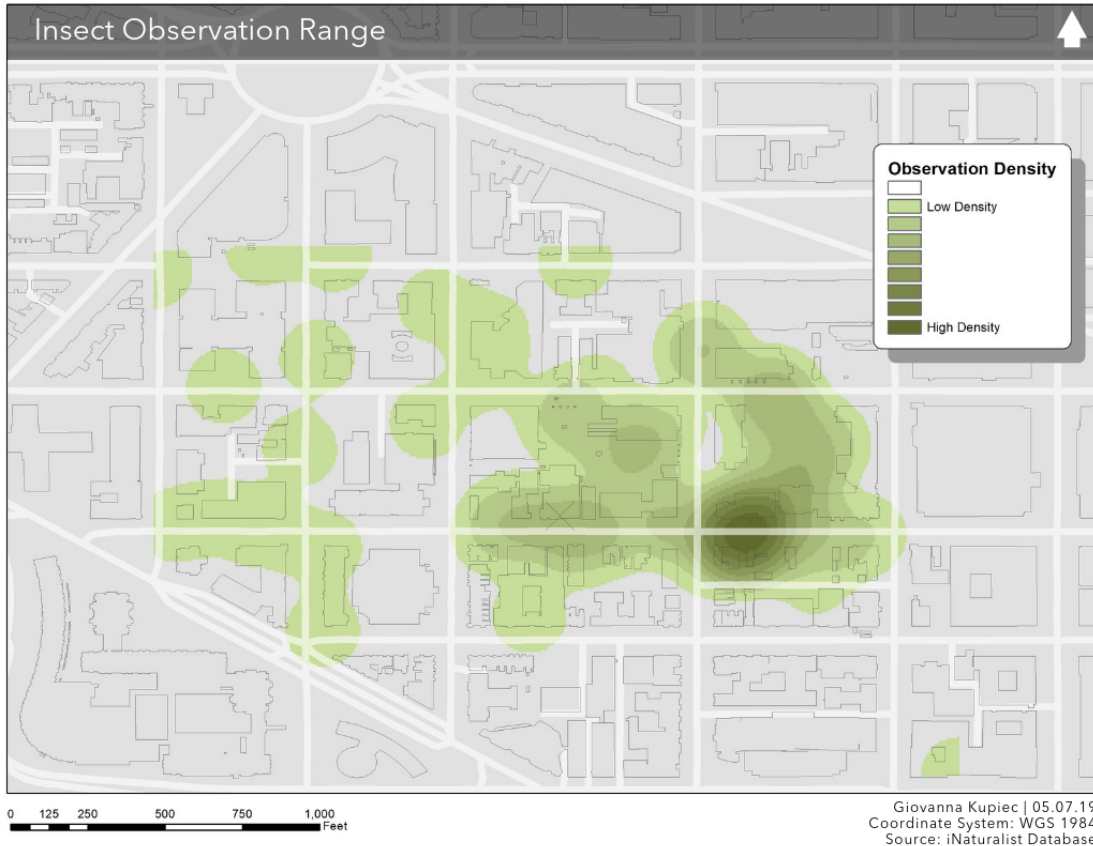 Insect Observation Range
Observation Density
Low Density
High Density
0 125 250 500 750 1,000
Feet
Giovanna Kupiec | 05.07.19
Coordinate System: WGS 1984
Source: iNaturalist Database